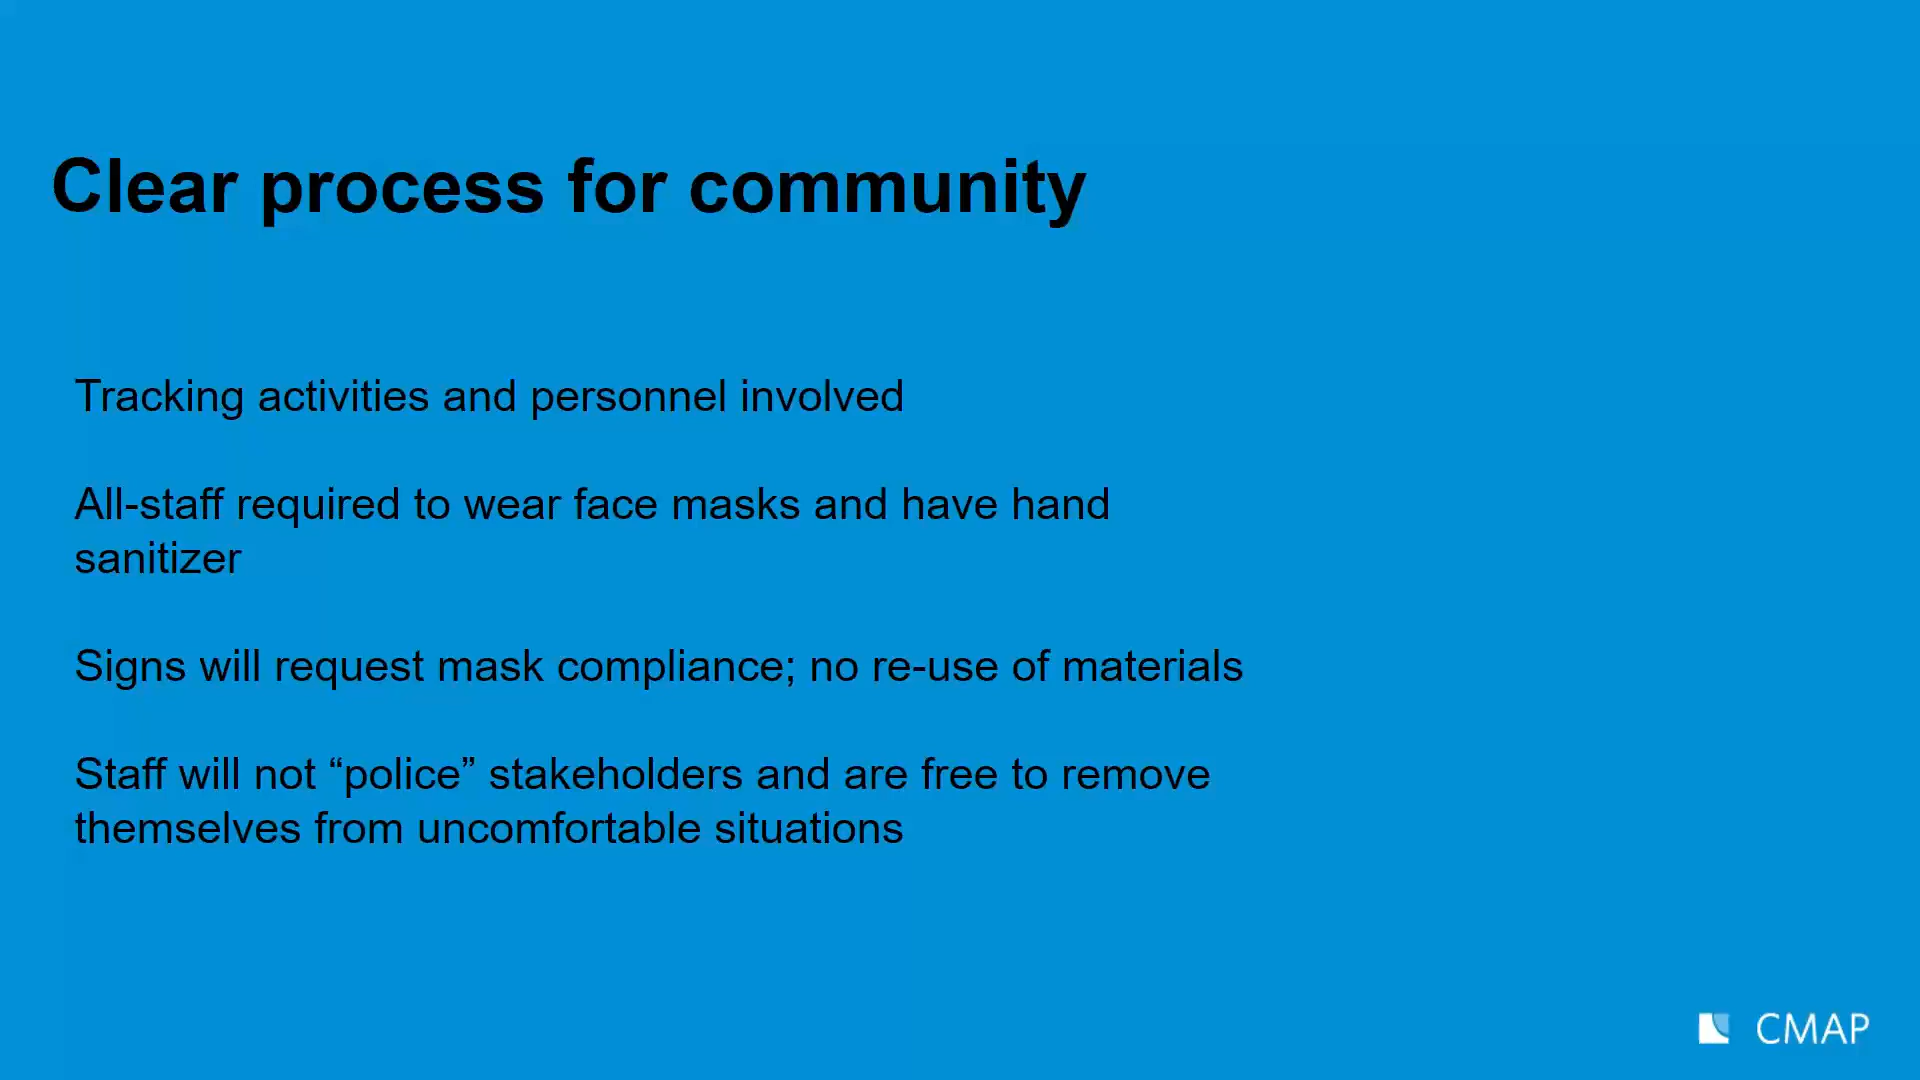 Clear process for community
Tracking activities and personnel involved
All-staff required to wear face masks and have hand
sanitizer
Signs will request mask compliance; no re-use of materials
Staff will not “police” stakeholders and are free to remove
themselves from uncomfortable situations
CMAP